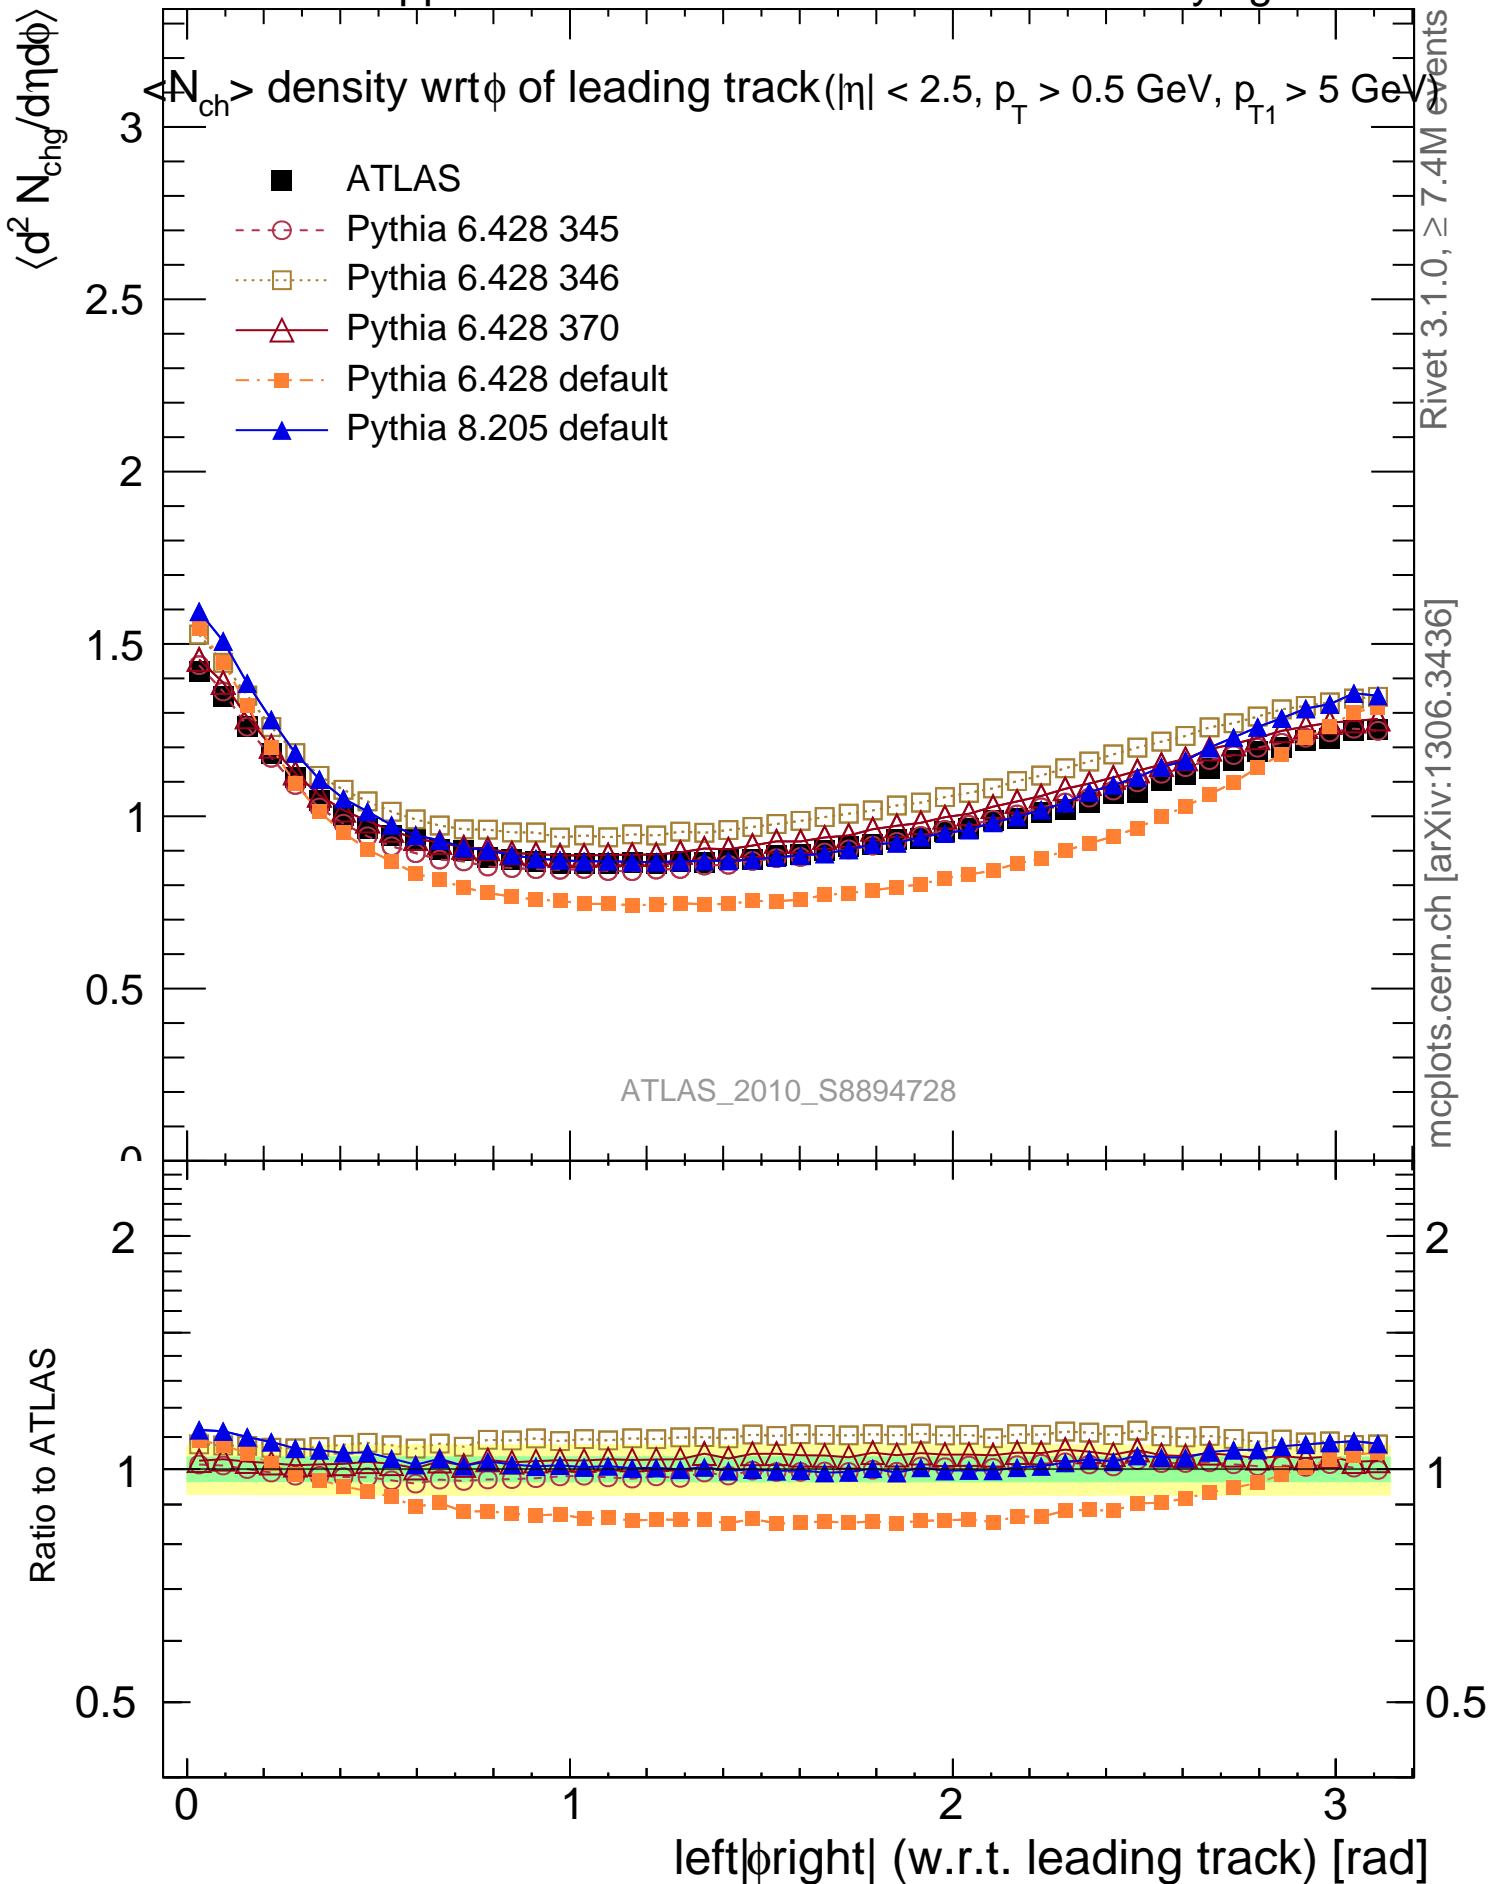 ⟨d² N_chg/dηdϕ⟩
<N_ch> density wrtϕ of leading track(|η| < 2.5, p_T > 0.5 GeV, p_T1 > 5 GeV)
ATLAS
Pythia 6.428 345
Pythia 6.428 346
Pythia 6.428 370
Pythia 6.428 default
Pythia 8.205 default
3
2.5
2
1.5
1
0.5
0
ATLAS_2010_S8894728
Rivet 3.1.0, ≥ 7.4M events
mcplots.cern.ch [arXiv:1306.3436]
Ratio to ATLAS
2
1
0.5
2
1
0.5
0
1
2
3
left|ϕright| (w.r.t. leading track) [rad]